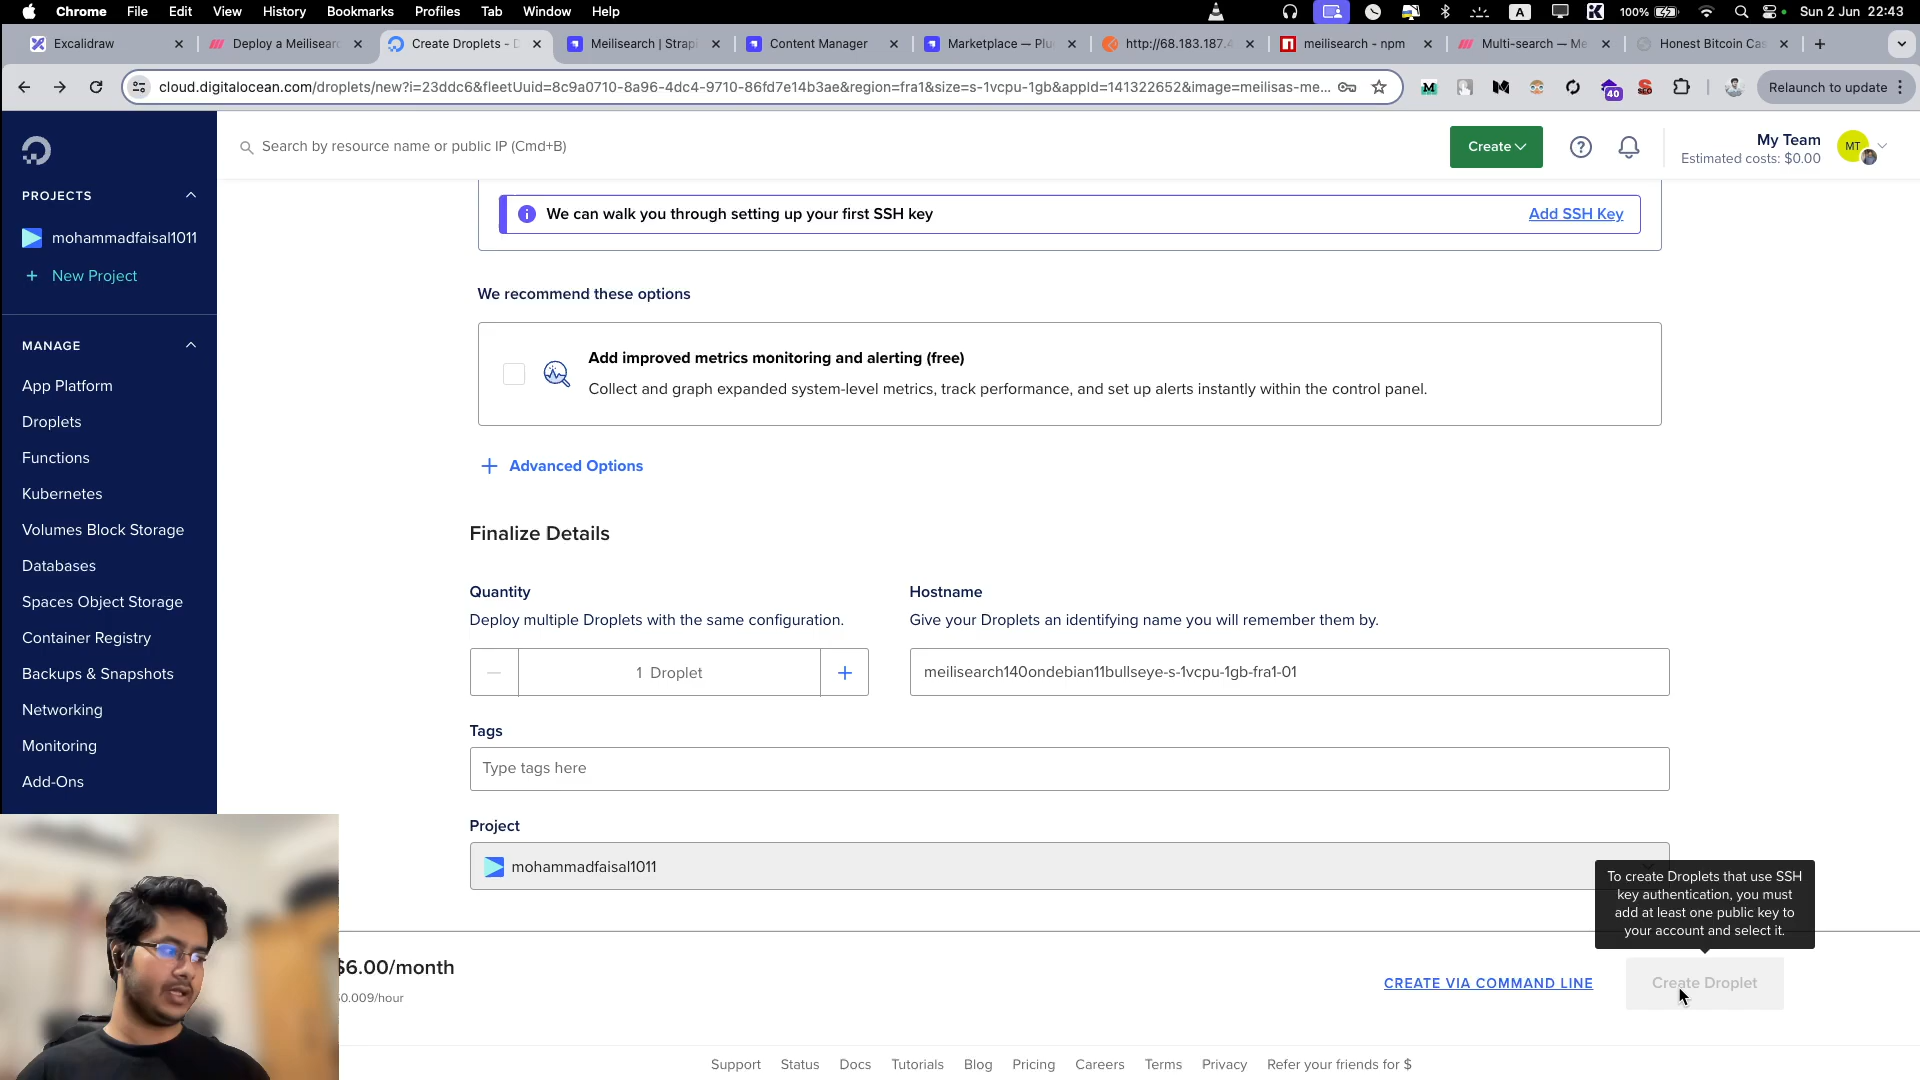 Chrome File Edit View History Bookmarks Profiles Tab Window Help A 100% Sun 2 Jun 22:43
Excalidraw Deploy a Meilisearc Create Droplets - D Meilisearch | Strapi Content Manager Marketplace — Plu http://68.183.187.4 meilisearch - npm Multi-search — Me Honest Bitcoin Cas
cloud.digitalocean.com/droplets/new?i=23ddc6&fleetUuid=8c9a0710-8a96-4dc4-9710-86fd7e14b3ae&region=fra1&size=s-1vcpu-1gb&appId=141322652&image=meilisas-me... 40 SEO Relaunch to update
Search by resource name or public IP (Cmd+B)
Create
My Team
Estimated costs: $0.00
MT
PROJECTS
mohammadfaisal1011
New Project
MANAGE
App Platform
Droplets
Functions
Kubernetes
Volumes Block Storage
Databases
Spaces Object Storage
Container Registry
Backups & Snapshots
Networking
Monitoring
Add-Ons
We can walk you through setting up your first SSH key Add SSH Key
We recommend these options
Add improved metrics monitoring and alerting (free)
Collect and graph expanded system-level metrics, track performance, and set up alerts instantly within the control panel.
Advanced Options
Finalize Details
Quantity
Deploy multiple Droplets with the same configuration.
1 Droplet
Hostname
Give your Droplets an identifying name you will remember them by.
meilisearch140ondebian11bullseye-s-1vcpu-1gb-fra1-01
Tags
Type tags here
Project
mohammadfaisal1011
To create Droplets that use SSH
key authentication, you must
add at least one public key to
your account and select it.
$6.00/month
$0.009/hour
CREATE VIA COMMAND LINE
Create Droplet
Support Status Docs Tutorials Blog Pricing Careers Terms Privacy Refer your friends for $